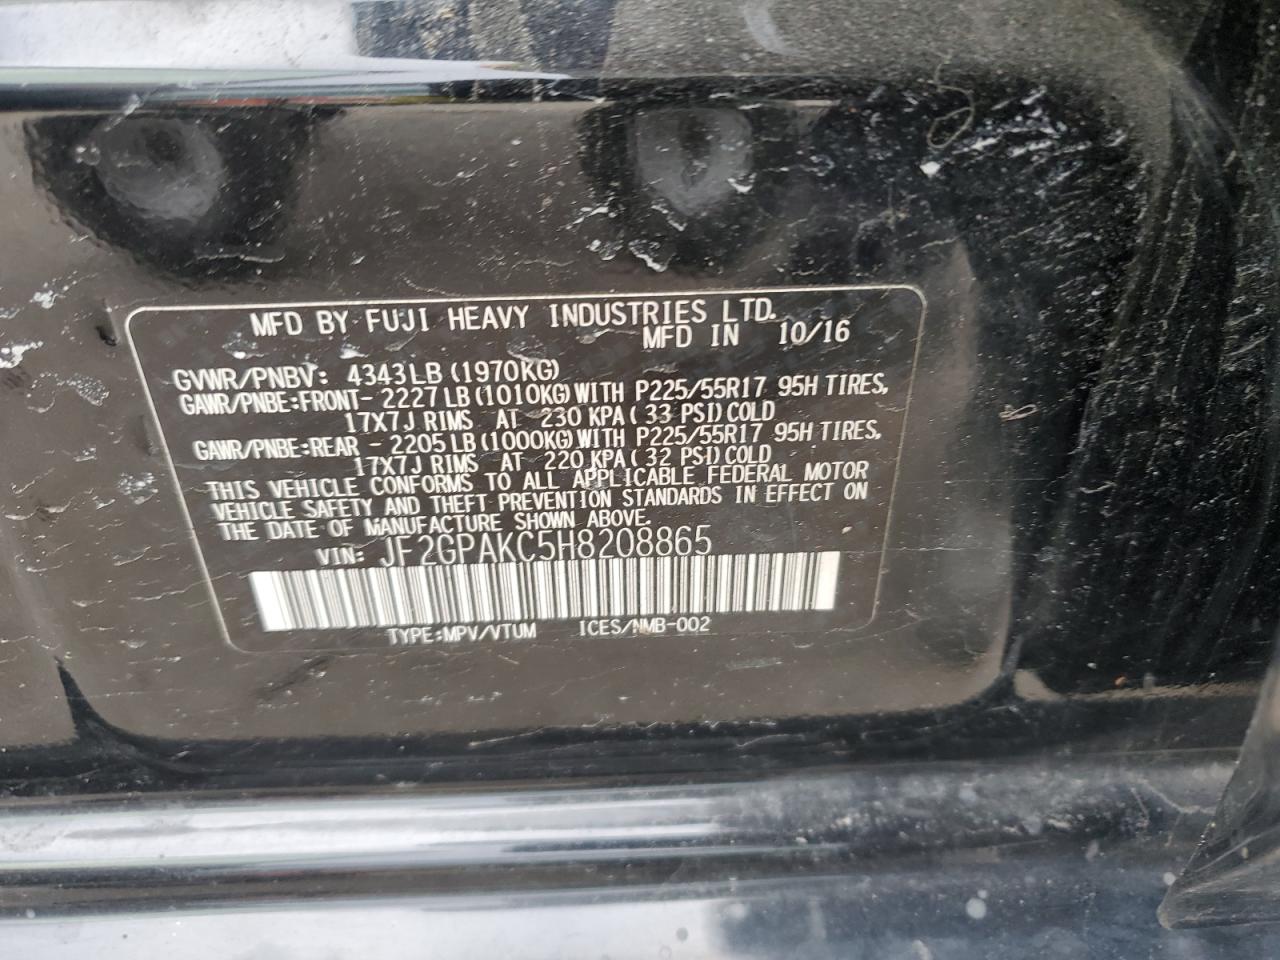 MFD BY FUJI HEAVY INDUSTRIES LTD.
MFD IN 10/16
GVWR/PNBV: 4343LB (1970KG)
GAWR/PNBE:FRONT- 2227 LB (1010KG) WITH P225/55R17 95H TIRES,
17X7J RIMS AT 230 KPA ( 33 PSI) COLD
GAWR/PNBE:REAR - 2205 LB (1000KG) WITH P225/55R17 95H TIRES,
17X7J RIMS AT 220 KPA ( 32 PSI) COLD
THIS VEHICLE CONFORMS TO ALL APPLICABLE FEDERAL MOTOR
VEHICLE SAFETY AND THEFT PREVENTION STANDARDS IN EFFECT ON
THE DATE OF MANUFACTURE SHOWN ABOVE.
VIN: JF2GPAKC5H8208865
TYPE:MPV/VTUM ICES/NMB-002